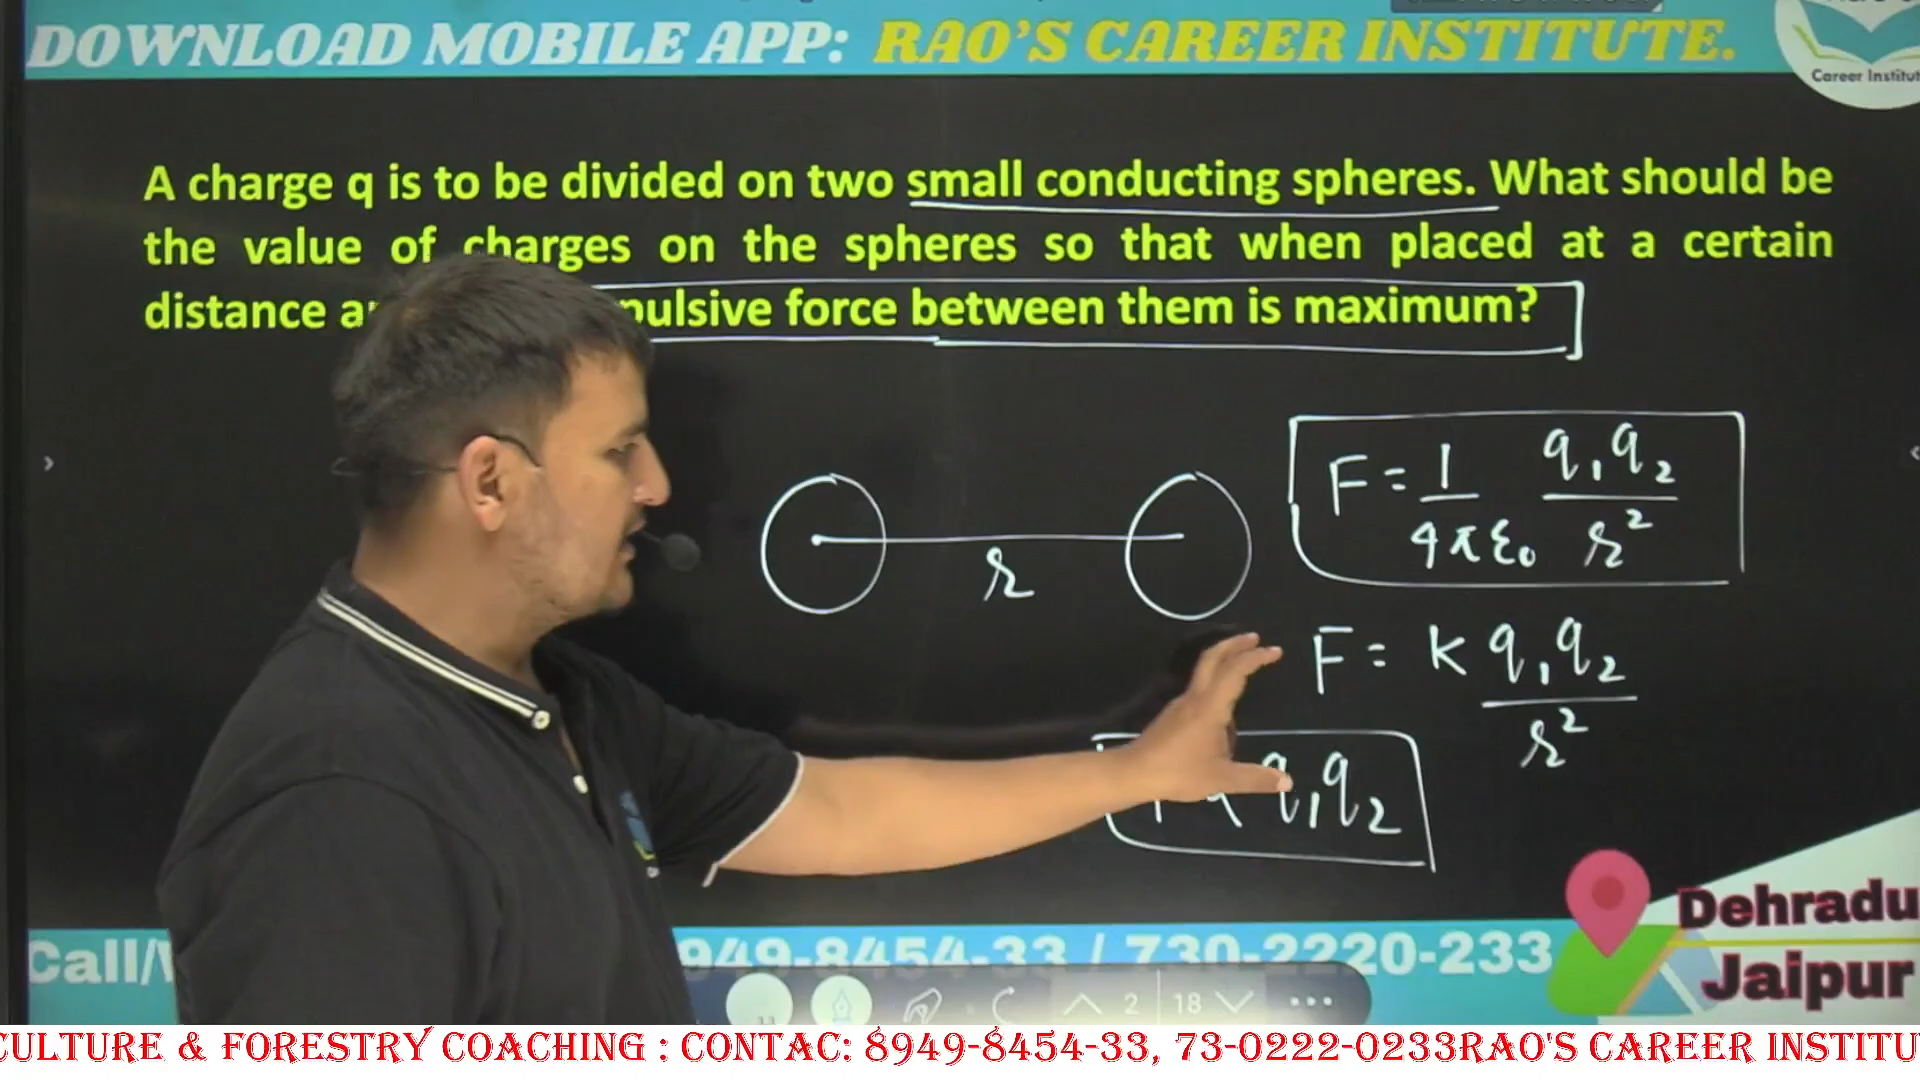 DOWNLOAD MOBILE APP: RAO'S CAREER INSTITUTE.
Career Institut
A charge q is to be divided on two small conducting spheres. What should be
the value of charges on the spheres so that when placed at a certain
distance pulsive force between them is maximum?
F = 1/4πε₀ q₁q₂/r²
r
F = K q₁q₂/r²
q₁q₂
Dehradu
Jaipur
Call/ 949-8454-33 / 730-2220-233
2 18
CULTURE & FORESTRY COACHING : CONTAC: 8949-8454-33, 73-0222-0233RAO'S CAREER INSTITU